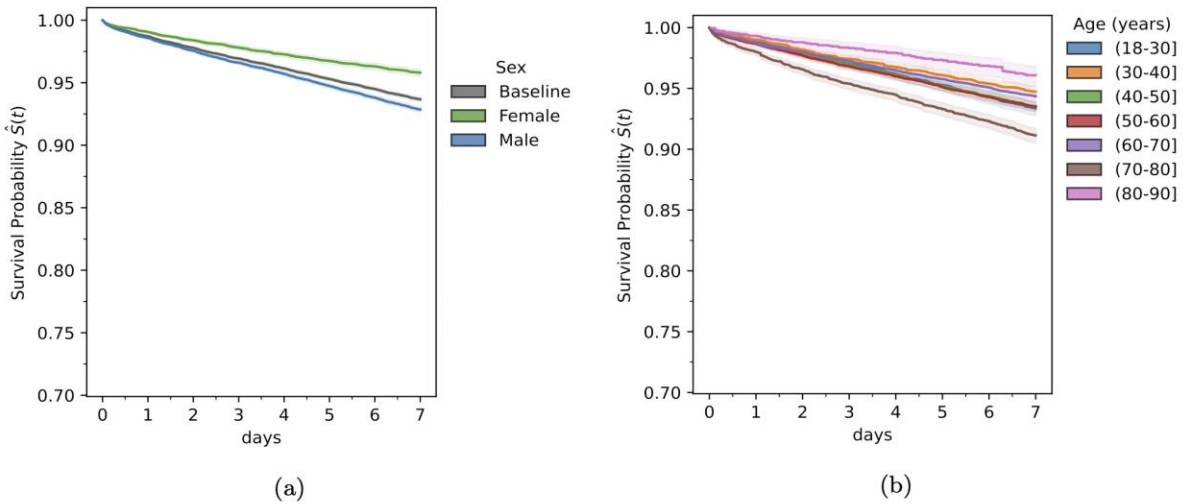 1.00
0.95
0.90
0.85
0.80
0.75
0.70
Survival Probability Ŝ(t)
0 1 2 3 4 5 6 7
days
Sex
Baseline
Female
Male
(a)
1.00
0.95
0.90
0.85
0.80
0.75
0.70
Survival Probability Ŝ(t)
0 1 2 3 4 5 6 7
days
Age (years)
(18-30]
(30-40]
(40-50]
(50-60]
(60-70]
(70-80]
(80-90]
(b)